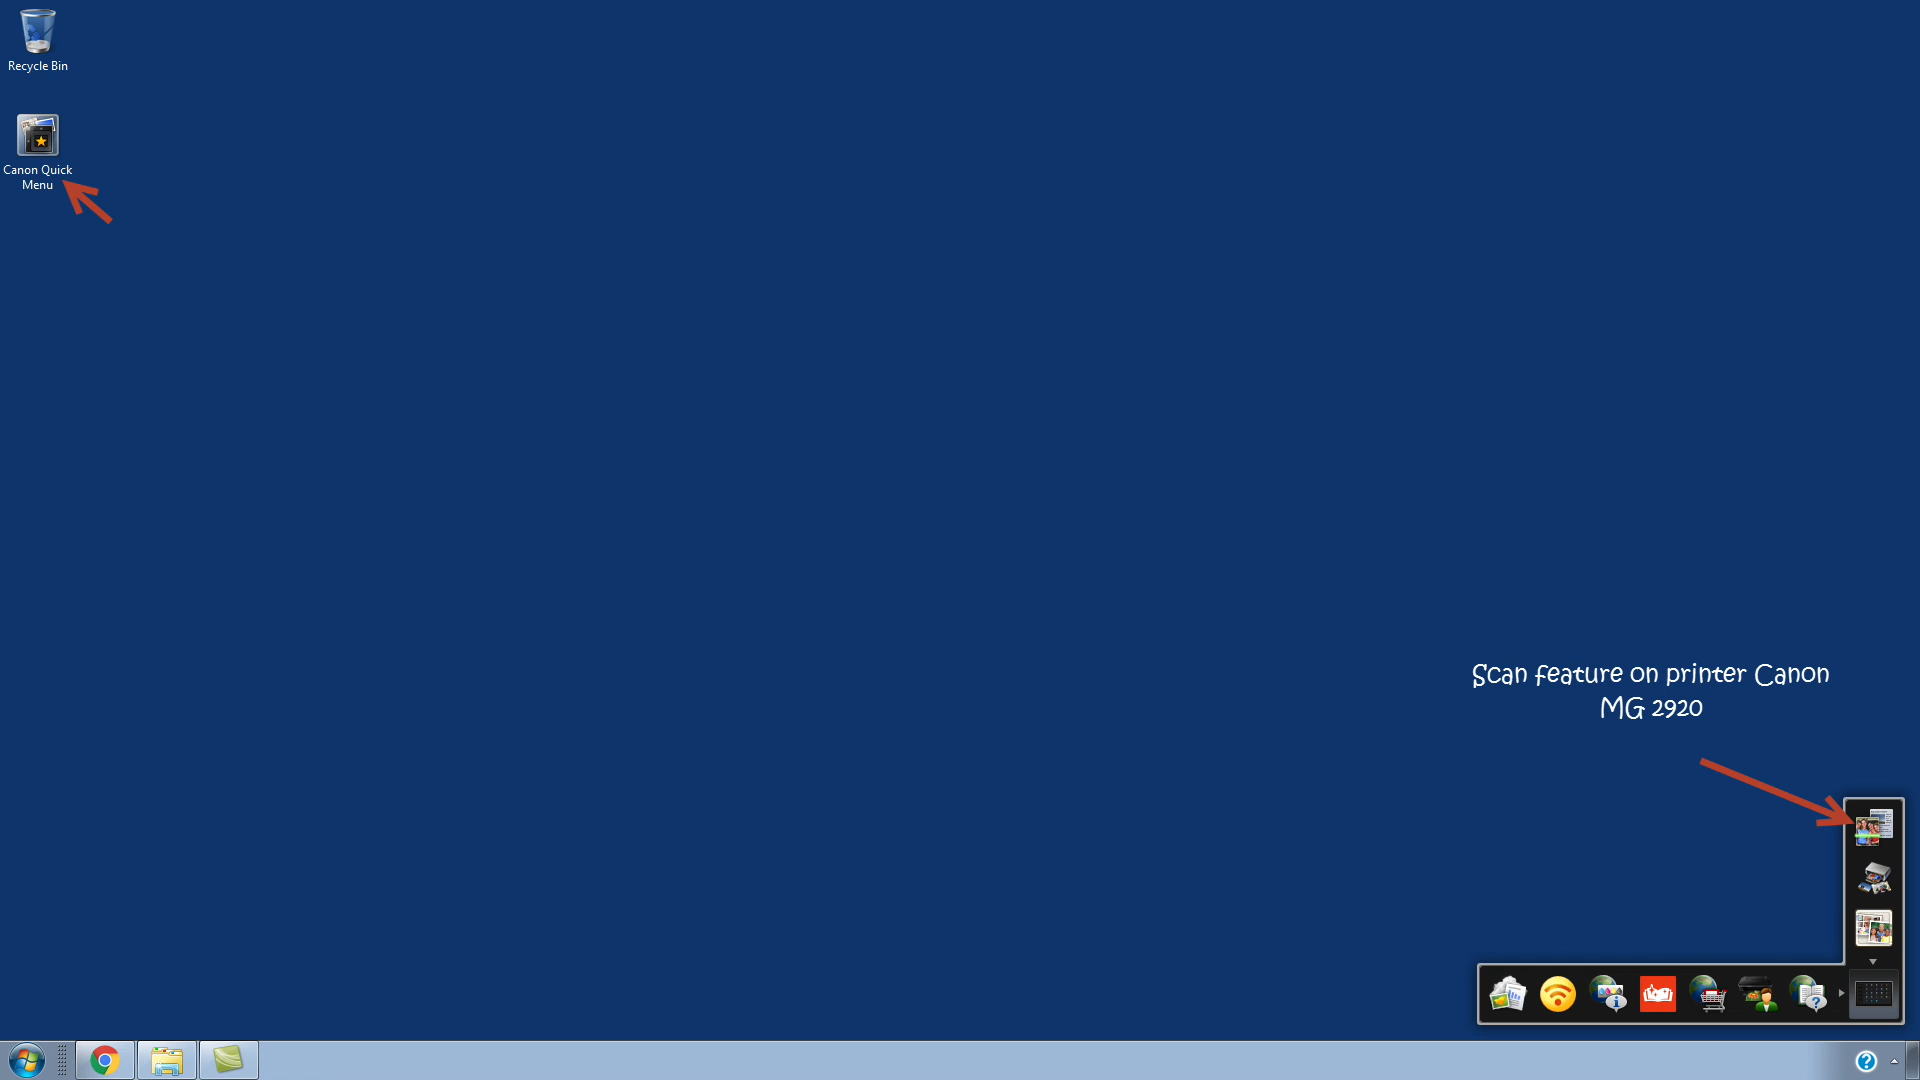 Recycle Bin
Canon Quick
Menu
Scan feature on printer Canon
MG 2920